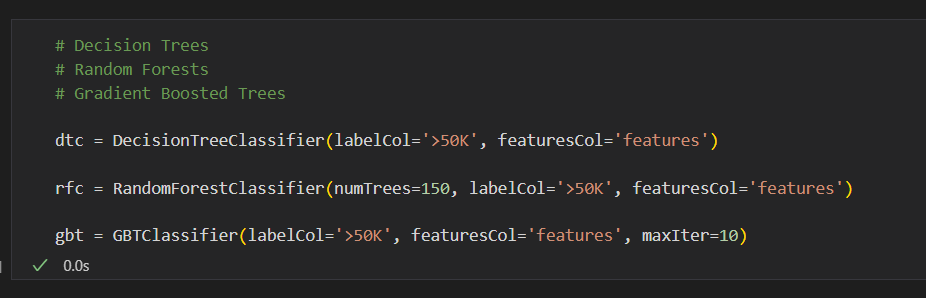 # Decision Trees
# Random Forests
# Gradient Boosted Trees
dtc = DecisionTreeClassifier(labelCol='>50K', featuresCol='features')
rfc = RandomForestClassifier(numTrees=150, labelCol='>50K', featuresCol='features')
gbt = GBTClassifier(labelCol='>50K', featuresCol='features', maxIter=10)
✓ 0.0s